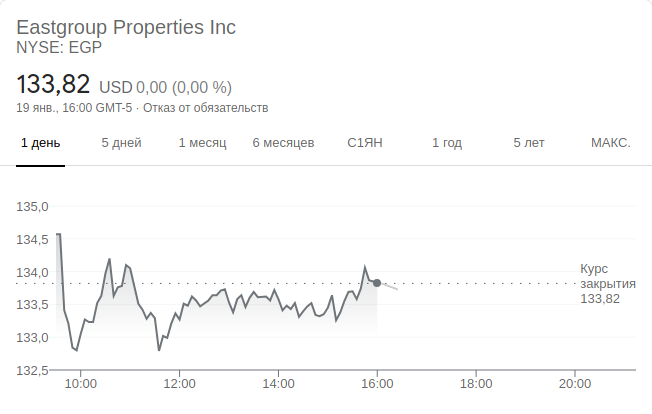 Eastgroup Properties Inc
NYSE: EGP
133,82 USD 0,00 (0,00 %)
19 янв., 16:00 GMT-5 · Отказ от обязательств
1 день 5 дней 1 месяц 6 месяцев С1ЯН 1 год 5 лет МАКС.
135,0
134,5
134,0
133,5
133,0
132,5
Курс
закрытия
133,82
10:00 12:00 14:00 16:00 18:00 20:00